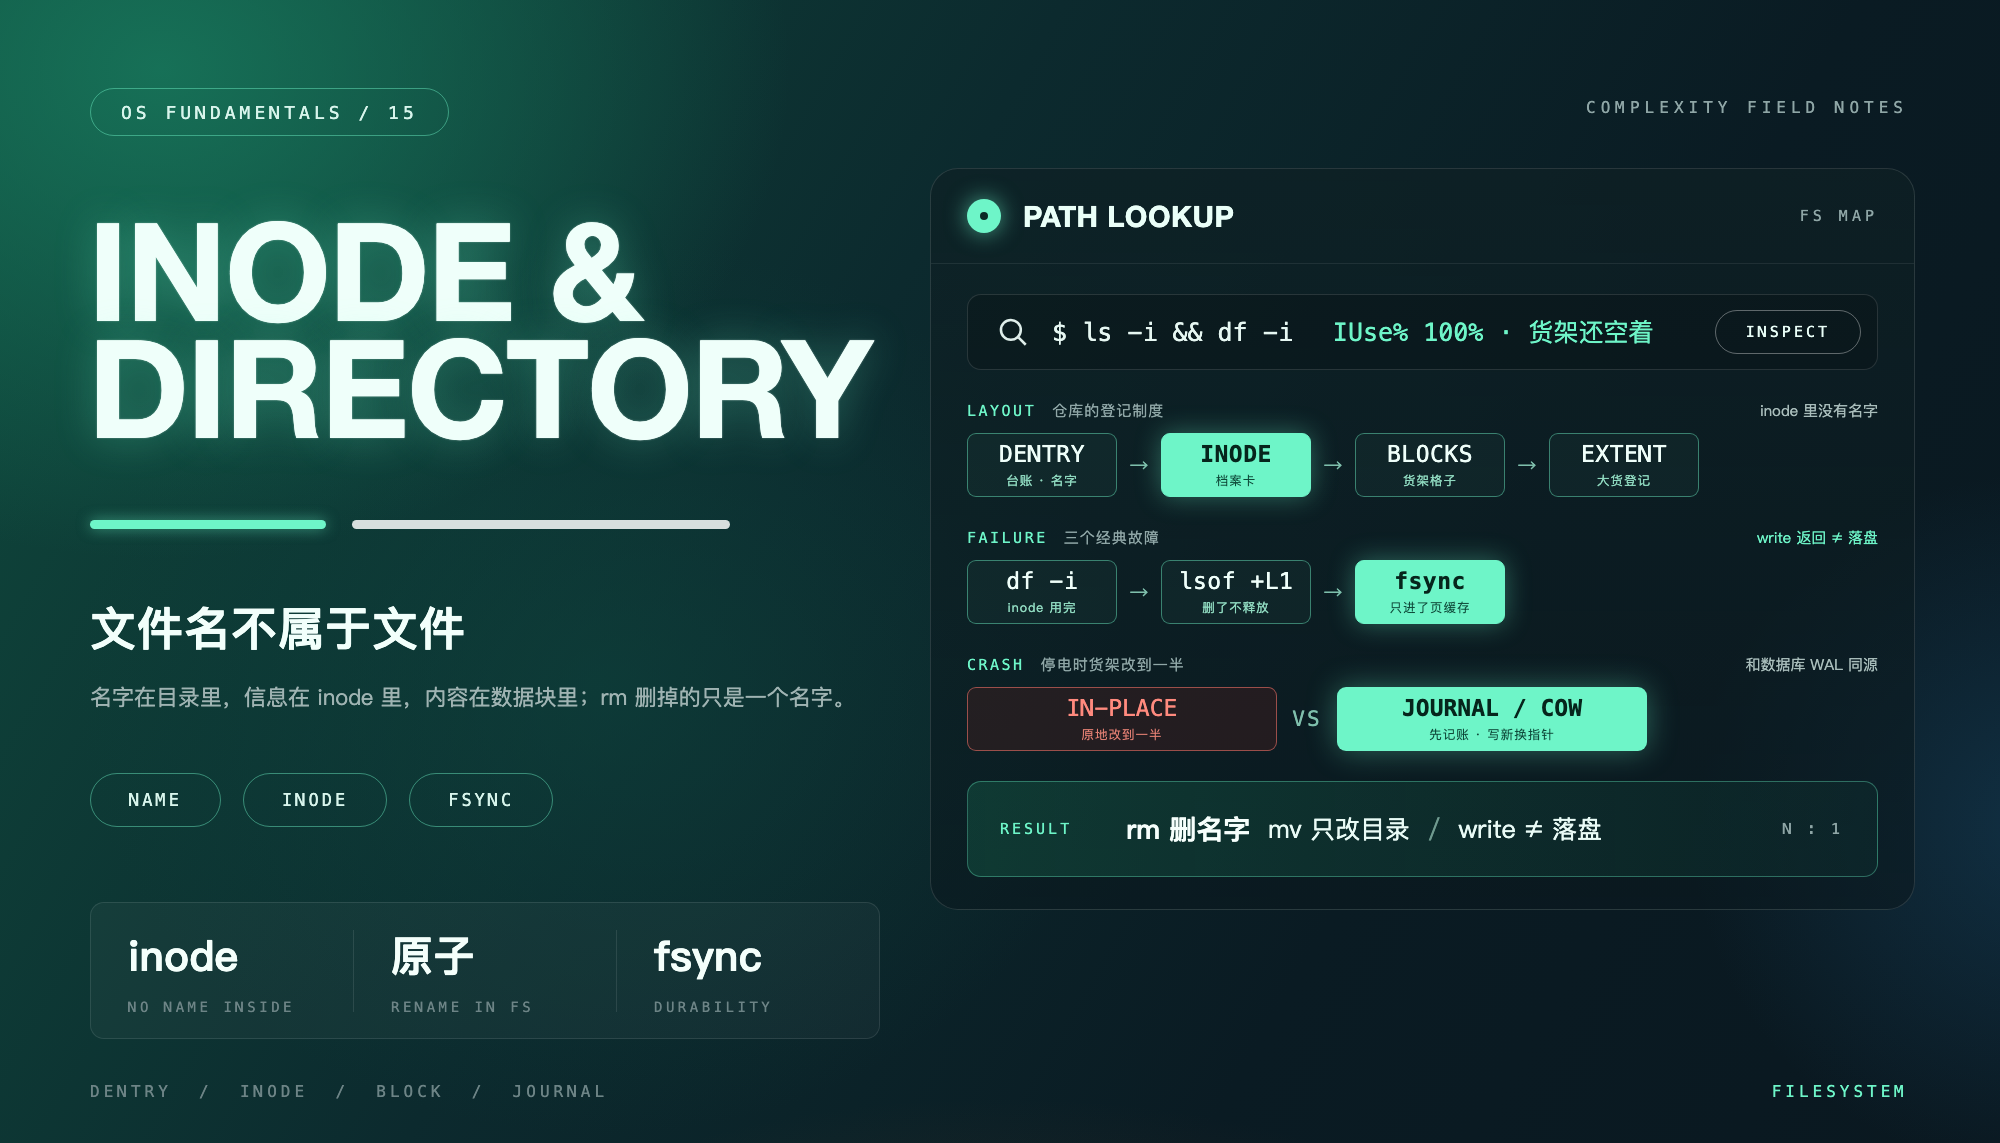 OS FUNDAMENTALS / 15
COMPLEXITY FIELD NOTES
INODE &
DIRECTORY
文件名不属于文件
名字在目录里，信息在 inode 里，内容在数据块里；rm 删掉的只是一个名字。
NAME
INODE
FSYNC
inode
NO NAME INSIDE
原子
RENAME IN FS
fsync
DURABILITY
DENTRY / INODE / BLOCK / JOURNAL
PATH LOOKUP
FS MAP
$ ls -i && df -i IUse% 100% · 货架还空着
INSPECT
LAYOUT 仓库的登记制度
inode 里没有名字
DENTRY
台账 · 名字
→
INODE
档案卡
→
BLOCKS
货架格子
→
EXTENT
大货登记
FAILURE 三个经典故障
write 返回 ≠ 落盘
df -i
inode 用完
→
lsof +L1
删了不释放
→
fsync
只进了页缓存
CRASH 停电时货架改到一半
和数据库 WAL 同源
IN-PLACE
原地改到一半
VS
JOURNAL / COW
先记账 · 写新换指针
RESULT rm 删名字 mv 只改目录 / write ≠ 落盘 N : 1
FILESYSTEM